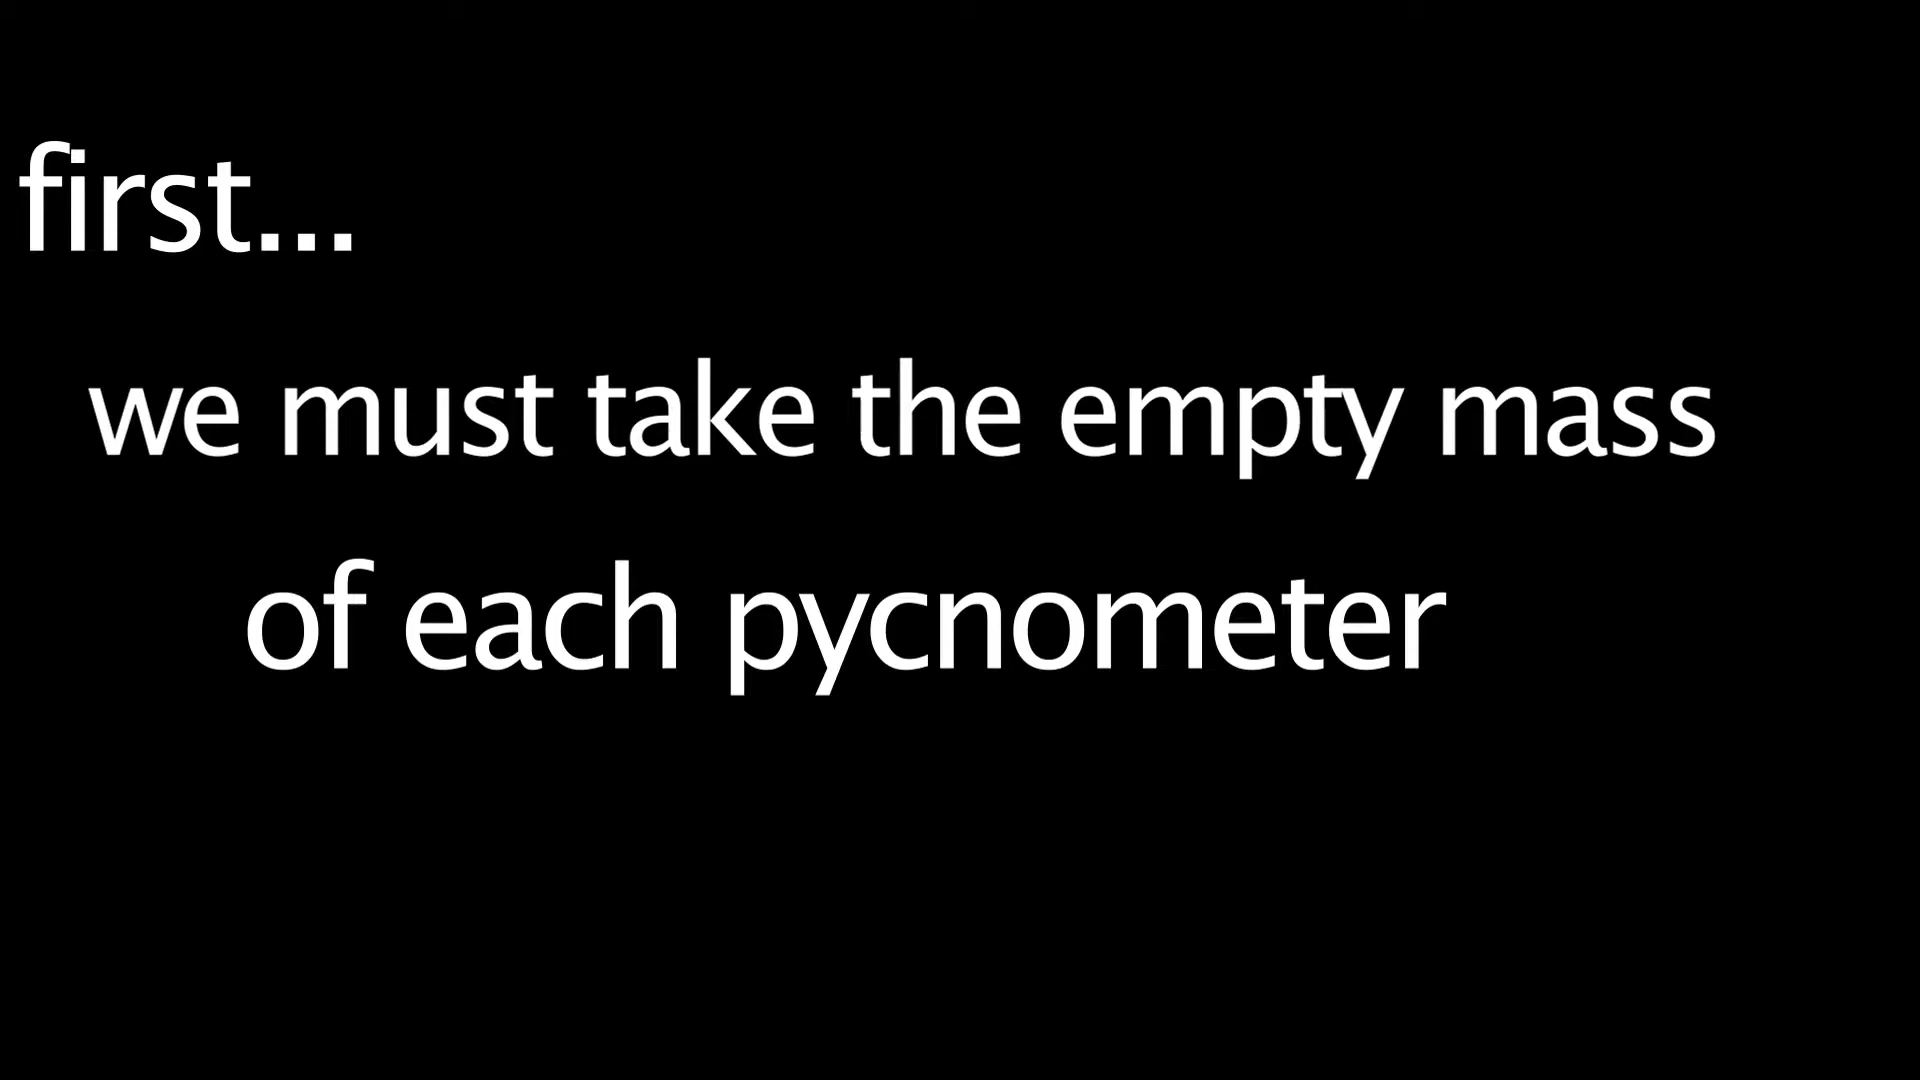 first...
we must take the empty mass
of each pycnometer